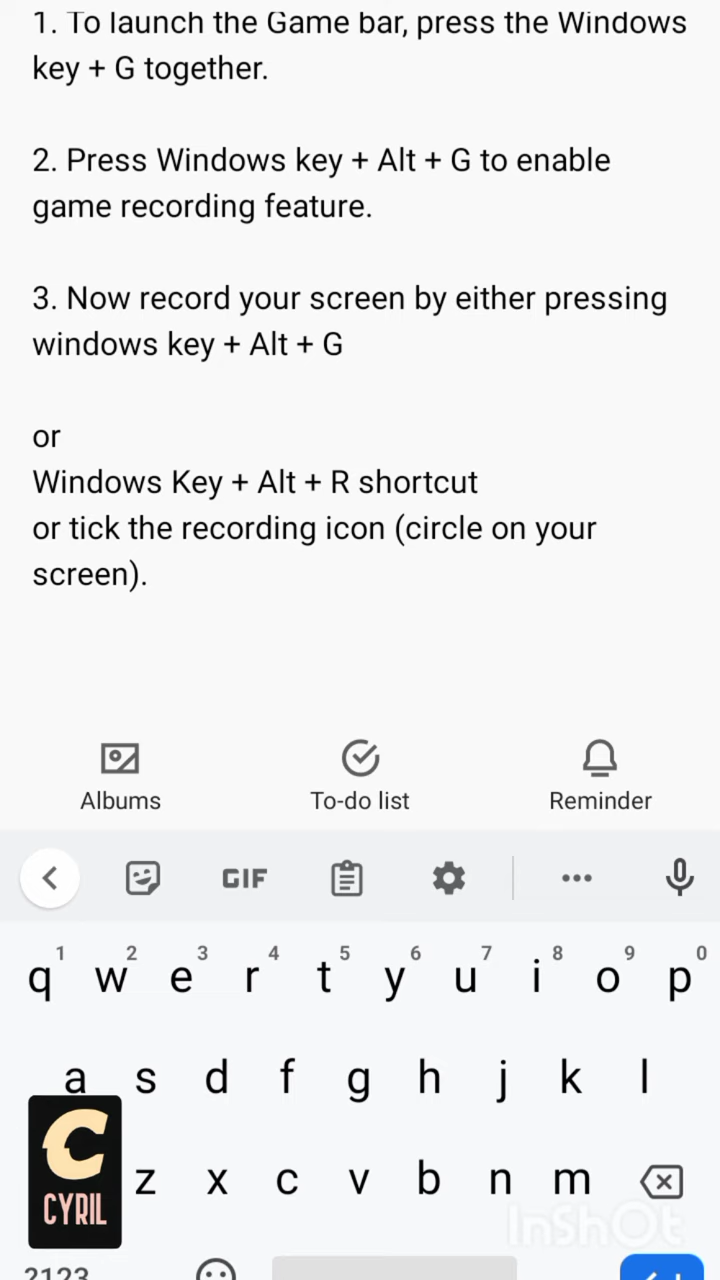 1. To launch the Game bar, press the Windows
key + G together.
2. Press Windows key + Alt + G to enable
game recording feature.
3. Now record your screen by either pressing
windows key + Alt + G
or
Windows Key + Alt + R shortcut
or tick the recording icon (circle on your
screen).
Albums To-do list Reminder
GIF
1 2 3 4 5 6 7 8 9 0
q w e r t y u i o p
a s d f g h j k l
z x c v b n m
C
CYRIL
InShOt
2123